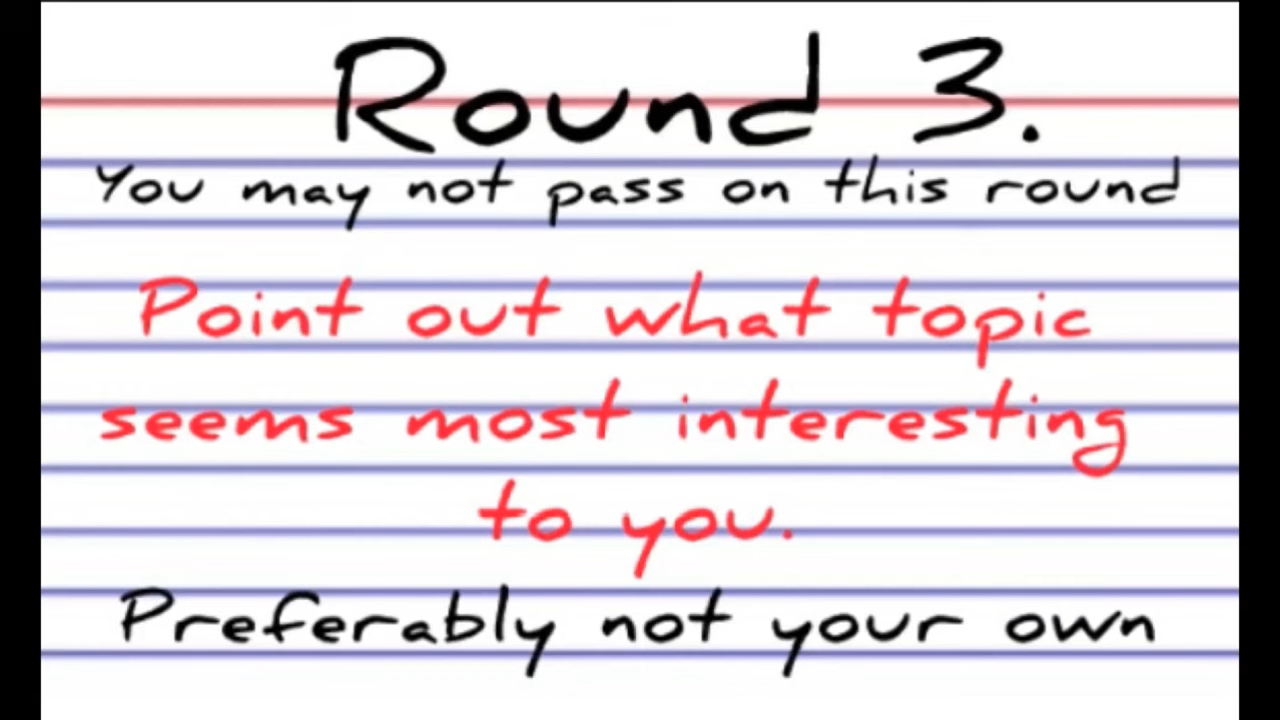 Round 3.
You may not pass on this round
Point out what topic
seems most interesting
to you.
Preferably not your own